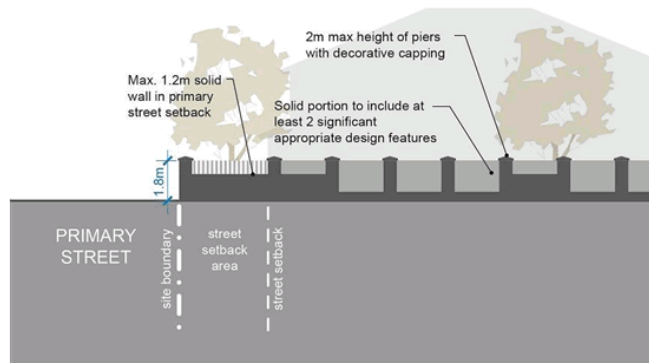 2m max height of piers
with decorative capping
Max. 1.2m solid
wall in primary
street setback
Solid portion to include at
least 2 significant
appropriate design features
1.8m
PRIMARY
STREET
site boundary
street
setback
area
street setback